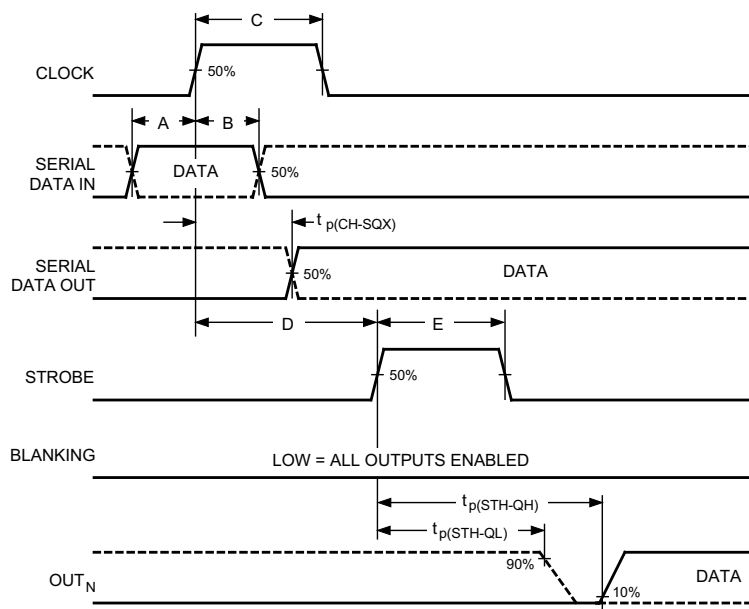 C
CLOCK
50%
A
B
SERIAL
DATA IN
DATA
50%
t p(CH-SQX)
SERIAL
DATA OUT
50%
DATA
D
E
STROBE
50%
BLANKING
LOW = ALL OUTPUTS ENABLED
t p(STH-QH)
t p(STH-QL)
90%
DATA
OUTN
10%